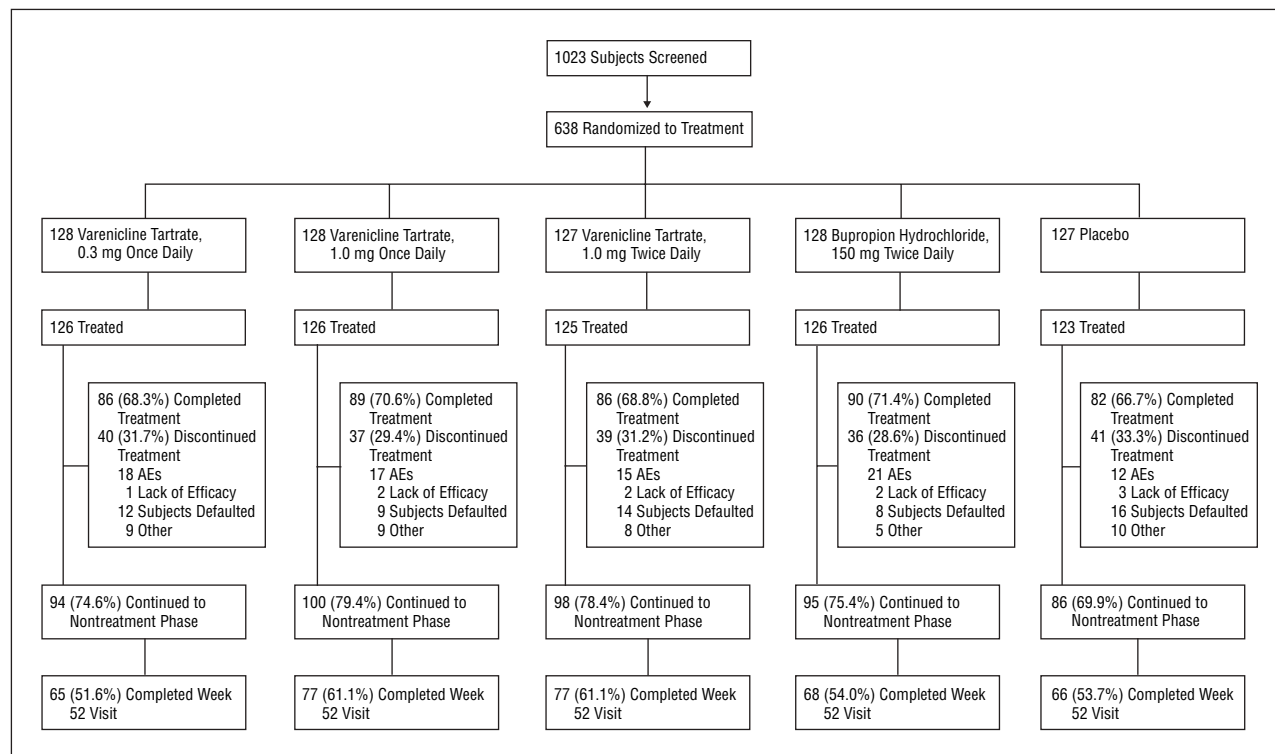 1023 Subjects Screened
638 Randomized to Treatment
128 Varenicline Tartrate,
0.3 mg Once Daily
128 Varenicline Tartrate,
1.0 mg Once Daily
127 Varenicline Tartrate,
1.0 mg Twice Daily
128 Bupropion Hydrochloride,
150 mg Twice Daily
127 Placebo
126 Treated
126 Treated
125 Treated
126 Treated
123 Treated
86 (68.3%) Completed
Treatment
40 (31.7%) Discontinued
Treatment
18 AEs
1 Lack of Efficacy
12 Subjects Defaulted
9 Other
89 (70.6%) Completed
Treatment
37 (29.4%) Discontinued
Treatment
17 AEs
2 Lack of Efficacy
9 Subjects Defaulted
9 Other
86 (68.8%) Completed
Treatment
39 (31.2%) Discontinued
Treatment
15 AEs
2 Lack of Efficacy
14 Subjects Defaulted
8 Other
90 (71.4%) Completed
Treatment
36 (28.6%) Discontinued
Treatment
21 AEs
2 Lack of Efficacy
8 Subjects Defaulted
5 Other
82 (66.7%) Completed
Treatment
41 (33.3%) Discontinued
Treatment
12 AEs
3 Lack of Efficacy
16 Subjects Defaulted
10 Other
94 (74.6%) Continued to
Nontreatment Phase
100 (79.4%) Continued to
Nontreatment Phase
98 (78.4%) Continued to
Nontreatment Phase
95 (75.4%) Continued to
Nontreatment Phase
86 (69.9%) Continued to
Nontreatment Phase
65 (51.6%) Completed Week
52 Visit
77 (61.1%) Completed Week
52 Visit
77 (61.1%) Completed Week
52 Visit
68 (54.0%) Completed Week
52 Visit
66 (53.7%) Completed Week
52 Visit